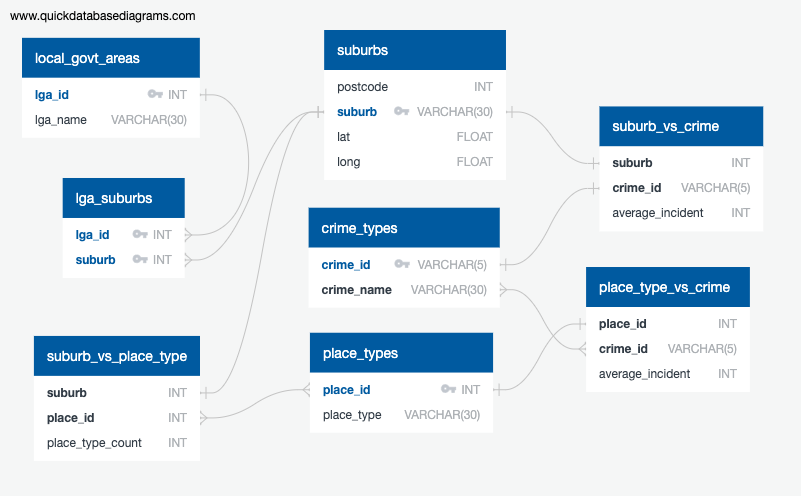 www.quickdatabasediagrams.com
local_govt_areas
lga_id INT
lga_name VARCHAR(30)
lga_suburbs
lga_id INT
suburb INT
suburb_vs_place_type
suburb INT
place_id INT
place_type_count INT
suburbs
postcode INT
suburb VARCHAR(30)
lat FLOAT
long FLOAT
crime_types
crime_id VARCHAR(5)
crime_name VARCHAR(30)
place_types
place_id INT
place_type VARCHAR(30)
suburb_vs_crime
suburb INT
crime_id VARCHAR(5)
average_incident INT
place_type_vs_crime
place_id INT
crime_id VARCHAR(5)
average_incident INT